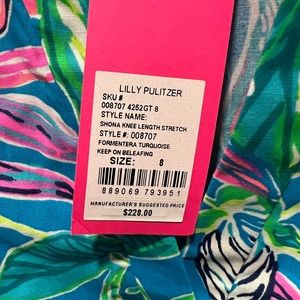 LILLY PULITZER
SKU #
008707 4252GT 8
STYLE NAME:
SHONA KNEE LENGTH STRETCH
STYLE #: 008707
FORMENTERA TURQUOISE
KEEP ON BELEAFING
SIZE: 8
889069 793951
MANUFACTURER'S SUGGESTED PRICE
$228.00